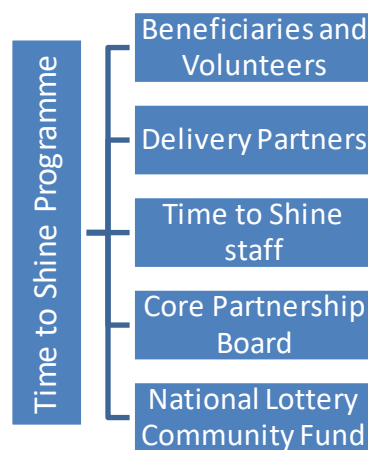 Time to Shine Programme
Beneficiaries and
Volunteers
Delivery Partners
Time to Shine
staff
Core Partnership
Board
National Lottery
Community Fund